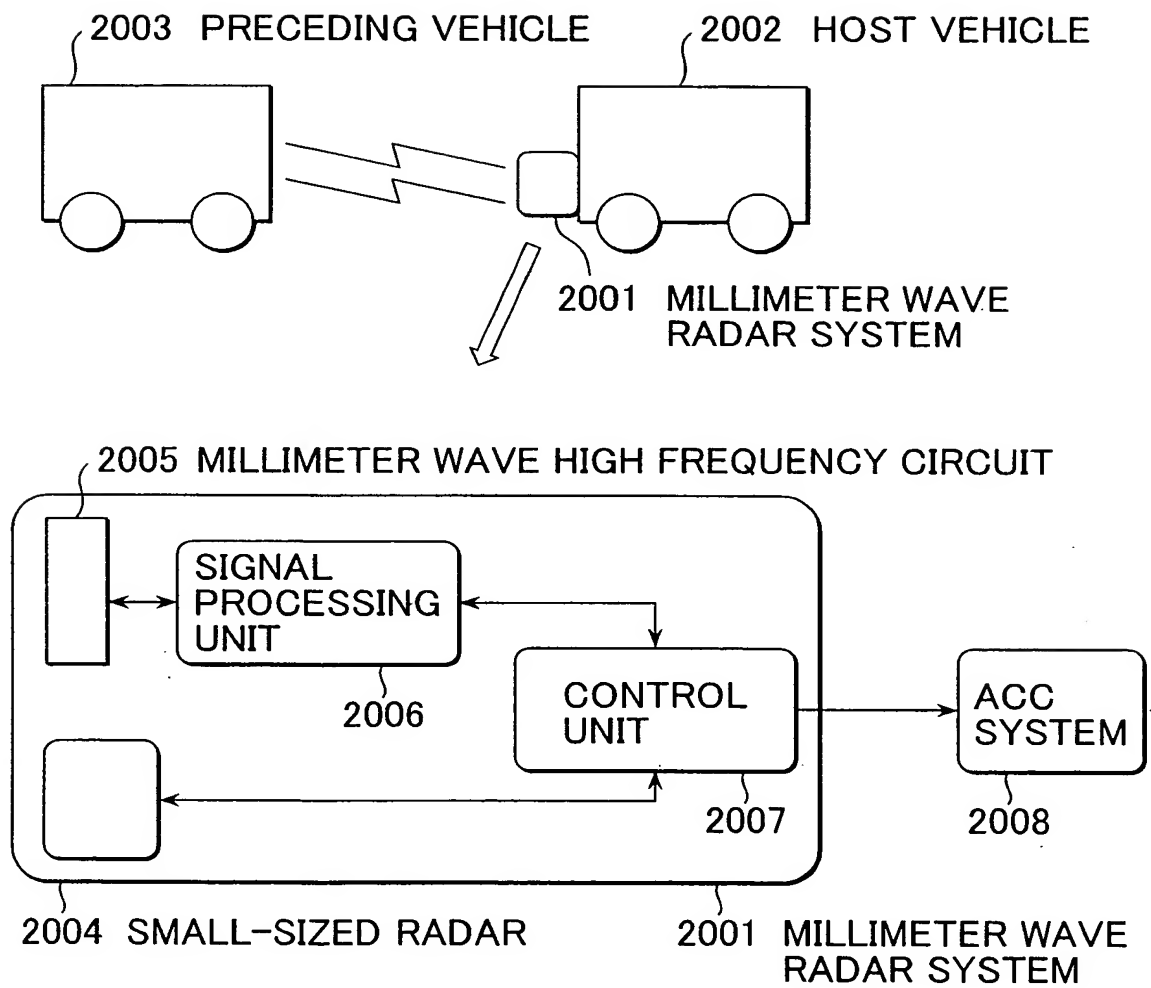 2003 PRECEDING VEHICLE
2002 HOST VEHICLE
2001 MILLIMETER WAVE
RADAR SYSTEM
2005 MILLIMETER WAVE HIGH FREQUENCY CIRCUIT
SIGNAL
PROCESSING
UNIT
2006
CONTROL
UNIT
2007
ACC
SYSTEM
2008
2004 SMALL-SIZED RADAR
2001 MILLIMETER WAVE
RADAR SYSTEM